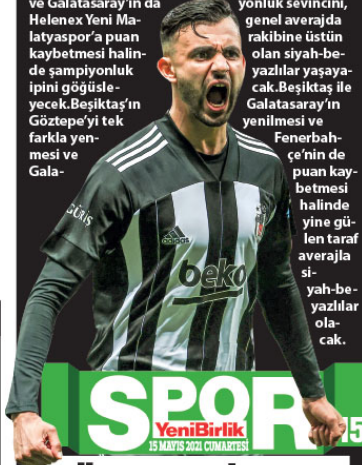 ve Galatasaray'ın da
Helenex Yeni Ma-
latyaspor'a puan
kaybetmesi halin-
de şampiyonluk
ipini göğüsle-
yecek.Beşiktaş'ın
Göztepe'yi tek
farkla yen-
mesi ve
Gala-
yonluk sevincini,
genel averajda
rakibine üstün
olan siyah-be-
yazlılar yaşaya-
cak.Beşiktaş ile
Galatasaray'ın
yenilmesi ve
Fenerbah-
çe'nin de
puan kay-
betmesi
halinde
yine gü-
len taraf
averajla
si-
yah-be-
yazlılar
ola-
cak.
GÜRİŞ
adidas
beko
SPOR
YeniBirlik
15 MAYIS 2021 CUMARTESİ
15